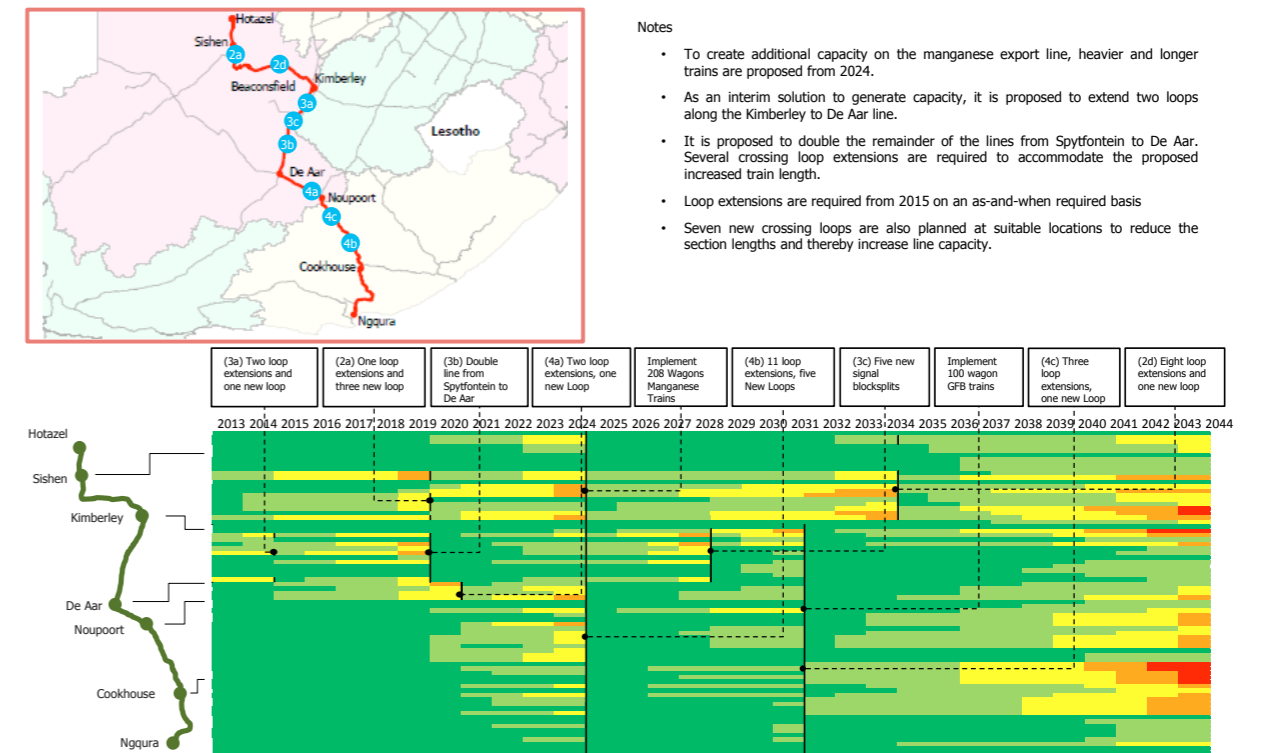 Hotazel
Sishen
2a
2d
Beaconsfield
Kimberley
3a
3c
Lesotho
3b
De Aar
4a
Noupoort
4c
4b
Cookhouse
Ngqura
Notes
• To create additional capacity on the manganese export line, heavier and longer
trains are proposed from 2024.
• As an interim solution to generate capacity, it is proposed to extend two loops
along the Kimberley to De Aar line.
• It is proposed to double the remainder of the lines from Spytfontein to De Aar.
Several crossing loop extensions are required to accommodate the proposed
increased train length.
• Loop extensions are required from 2015 on an as-and-when required basis
• Seven new crossing loops are also planned at suitable locations to reduce the
section lengths and thereby increase line capacity.
(3a) Two loop
extensions and
one new loop
(2a) One loop
extensions and
three new loop
(3b) Double
line from
Spytfontein to
De Aar
(4a) Two loop
extensions, one
new Loop
Implement
208 Wagons
Manganese
Trains
(4b) 11 loop
extensions, five
New Loops
(3c) Five new
signal
blocksplits
Implement
100 wagon
GFB trains
(4c) Three
loop
extensions,
one new Loop
(2d) Eight loop
extensions and
one new loop
2013 2014 2015 2016 2017 2018 2019 2020 2021 2022 2023 2024 2025 2026 2027 2028 2029 2030 2031 2032 2033 2034 2035 2036 2037 2038 2039 2040 2041 2042 2043 2044
Hotazel
Sishen
Kimberley
De Aar
Noupoort
Cookhouse
Ngqura